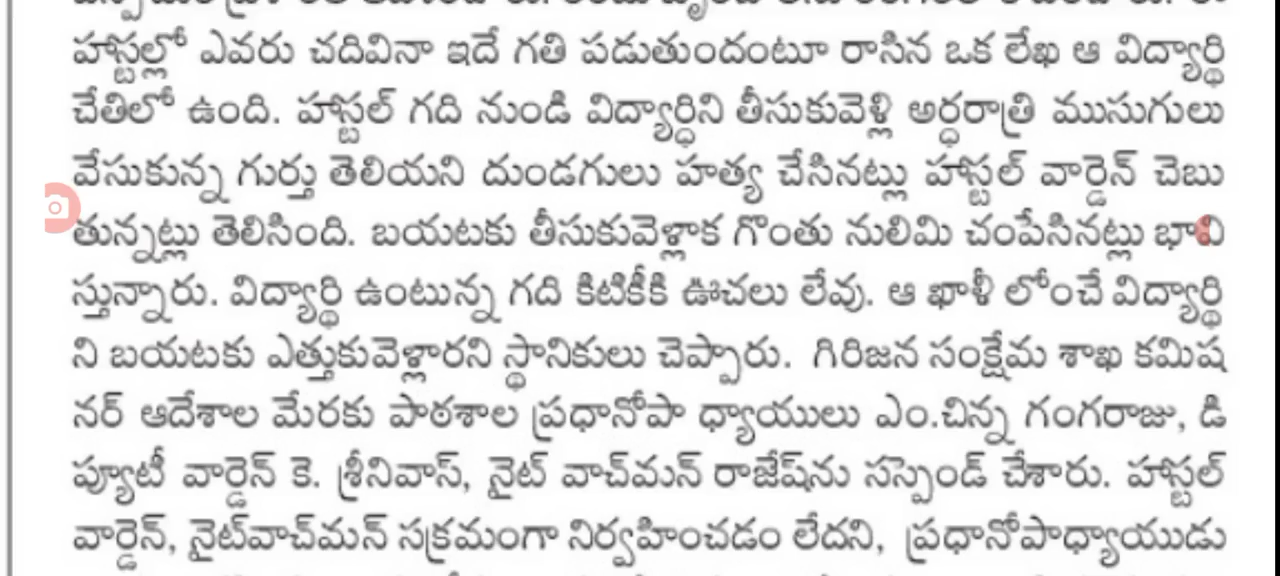 హాస్టల్లో ఎవరు చదివినా ఇదే గతి పడుతుందంటూ రాసిన ఒక లేఖ ఆ విద్యార్థి
చేతిలో ఉంది. హాస్టల్ గది నుండి విద్యార్థిని తీసుకువెళ్లి అర్ధరాత్రి ముసుగులు
వేసుకున్న గుర్తు తెలియని దుండగులు హత్య చేసినట్లు హాస్టల్ వార్డెన్ చెబు
తున్నట్లు తెలిసింది. బయటకు తీసుకువెళ్లాక గొంతు నులిమి చంపేసినట్లు భావి
స్తున్నారు. విద్యార్థి ఉంటున్న గది కిటికీకి ఊచలు లేవు. ఆ ఖాళీ లోంచే విద్యార్థి
ని బయటకు ఎత్తుకువెళ్లారని స్థానికులు చెప్పారు. గిరిజన సంక్షేమ శాఖ కమిష
నర్ ఆదేశాల మేరకు పాఠశాల ప్రధానోపా ధ్యాయులు ఎం.చిన్న గంగరాజు, డి
ప్యూటీ వార్డెన్ కె. శ్రీనివాస్, నైట్ వాచ్‌మన్ రాజేష్‌ను సస్పెండ్ చేశారు. హాస్టల్
వార్డెన్, నైట్‌వాచ్‌మన్ సక్రమంగా నిర్వహించడం లేదని, ప్రధానోపాధ్యాయుడు